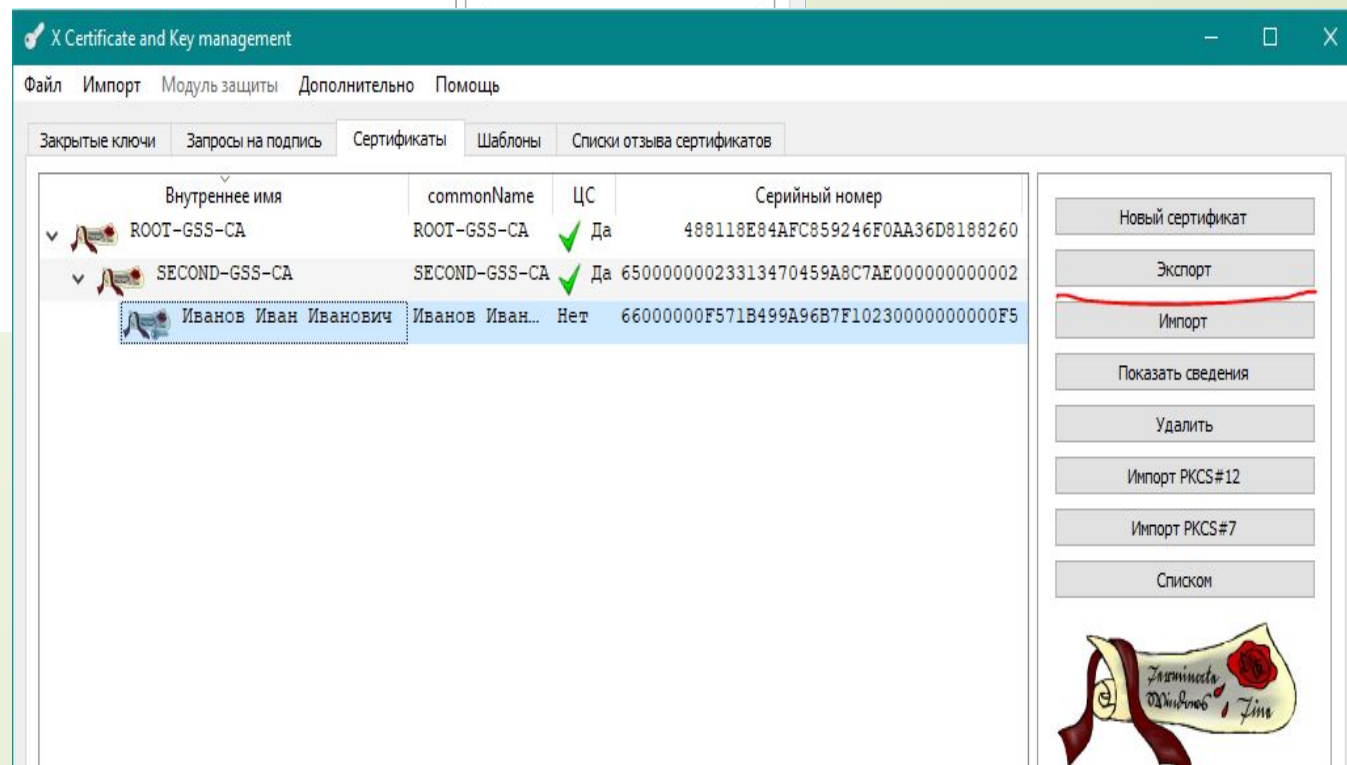 X Certificate and Key management
Файл Импорт Модуль защиты Дополнительно Помощь
Закрытые ключи Запросы на подпись Сертификаты Шаблоны Списки отзыва сертификатов
Внутреннее имя commonName ЦС Серийный номер
ROOT-GSS-CA ROOT-GSS-CA Да 488118E84AFC859246F0AA36D8188260
SECOND-GSS-CA SECOND-GSS-CA Да 65000000023313470459A8C7AE000000000002
Иванов Иван Иванович Иванов Иван... Нет 66000000F571B499A96B7F10230000000000F5
Новый сертификат
Экспорт
Импорт
Показать сведения
Удалить
Импорт PKCS#12
Импорт PKCS#7
Списком